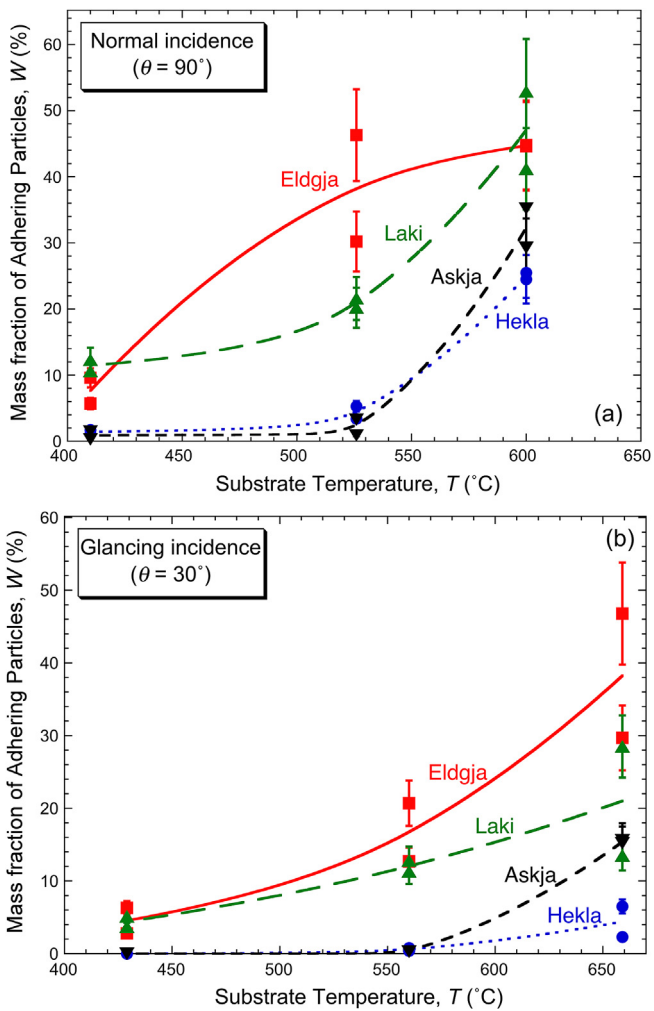 Mass fraction of Adhering Particles, W (%)
60
50
40
30
20
10
0
Normal incidence
(θ = 90˚)
Eldgja
Laki
Askja
Hekla
(a)
400 450 500 550 600 650
Substrate Temperature, T (˚C)
Mass fraction of Adhering Particles, W (%)
60
50
40
30
20
10
0
Glancing incidence
(θ = 30˚)
(b)
Eldgja
Laki
Askja
Hekla
400 450 500 550 600 650
Substrate Temperature, T (˚C)